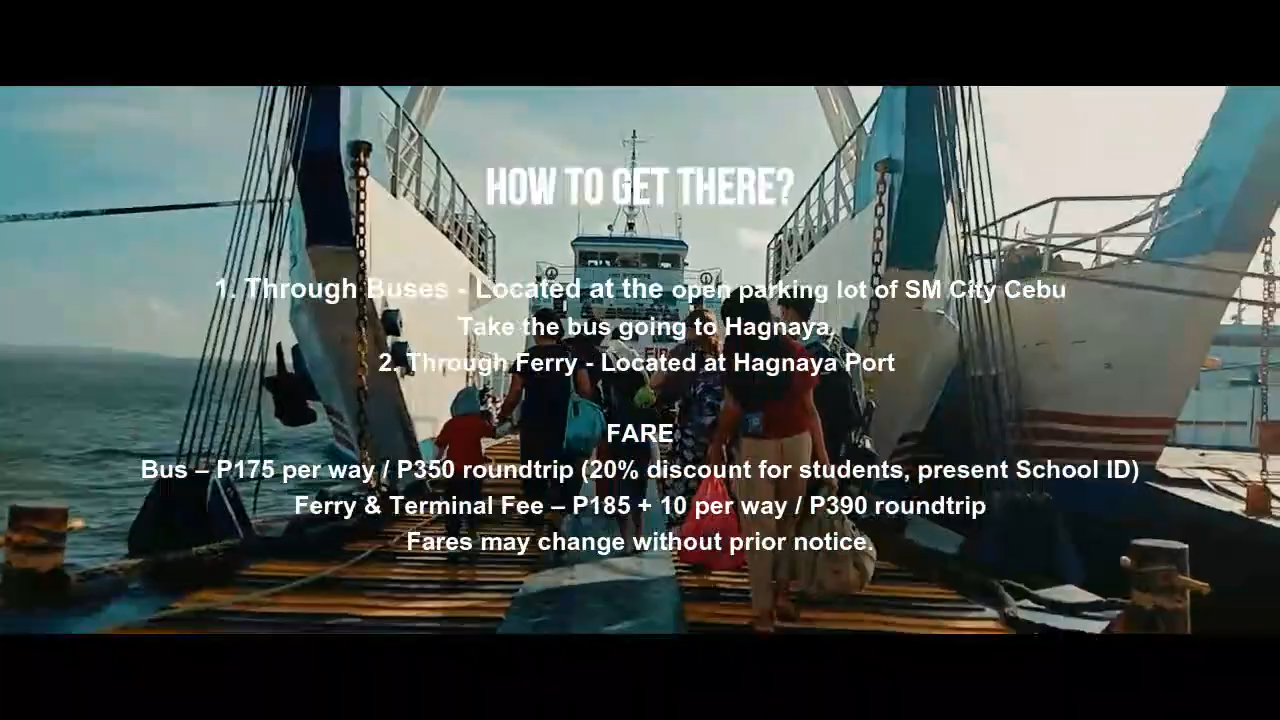 HOW TO GET THERE?
1. Through Buses - Located at the open parking lot of SM City Cebu
Take the bus going to Hagnaya.
2. Through Ferry - Located at Hagnaya Port
FARE
Bus – P175 per way / P350 roundtrip (20% discount for students, present School ID)
Ferry & Terminal Fee – P185 + 10 per way / P390 roundtrip
Fares may change without prior notice.